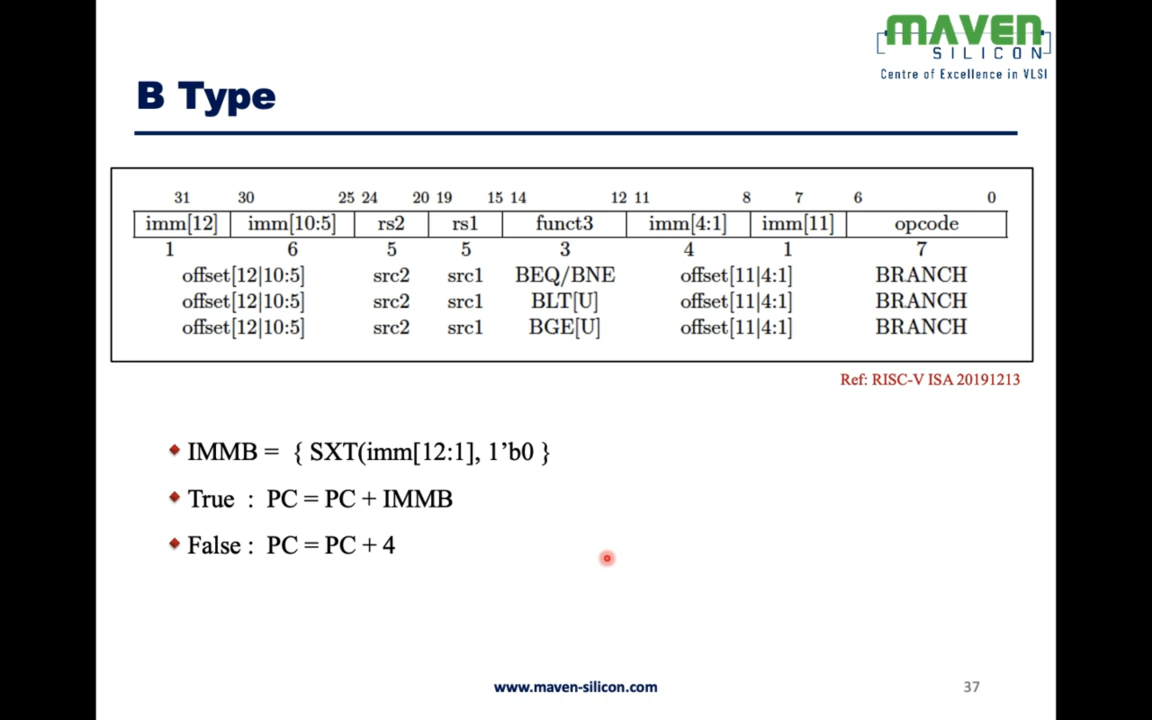 MAVEN
SILICON
Centre of Excellence in VLSI
B Type
31 30 25 24 20 19 15 14 12 11 8 7 6 0
imm[12] imm[10:5] rs2 rs1 funct3 imm[4:1] imm[11] opcode
1 6 5 5 3 4 1 7
offset[12|10:5] src2 src1 BEQ/BNE offset[11|4:1] BRANCH
offset[12|10:5] src2 src1 BLT[U] offset[11|4:1] BRANCH
offset[12|10:5] src2 src1 BGE[U] offset[11|4:1] BRANCH
Ref: RISC-V ISA 20191213
IMMB = { SXT(imm[12:1], 1’b0 }
True : PC = PC + IMMB
False : PC = PC + 4
www.maven-silicon.com 37